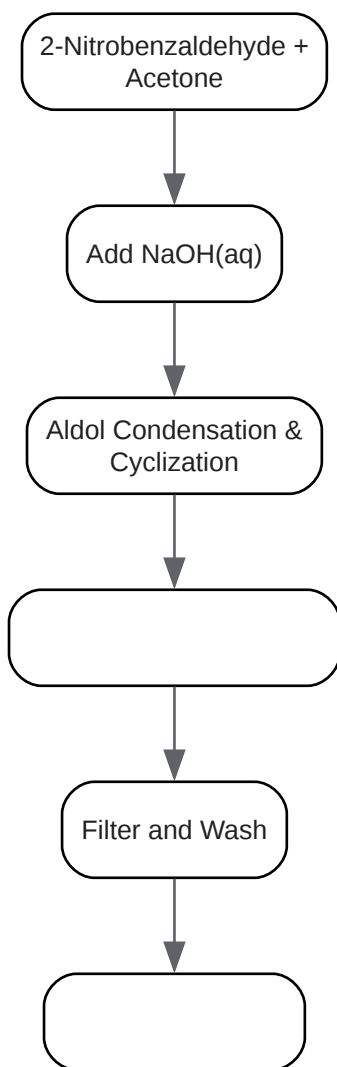 2-Nitrobenzaldehyde +
Acetone
Add NaOH(aq)
Aldol Condensation &
Cyclization
Filter and Wash